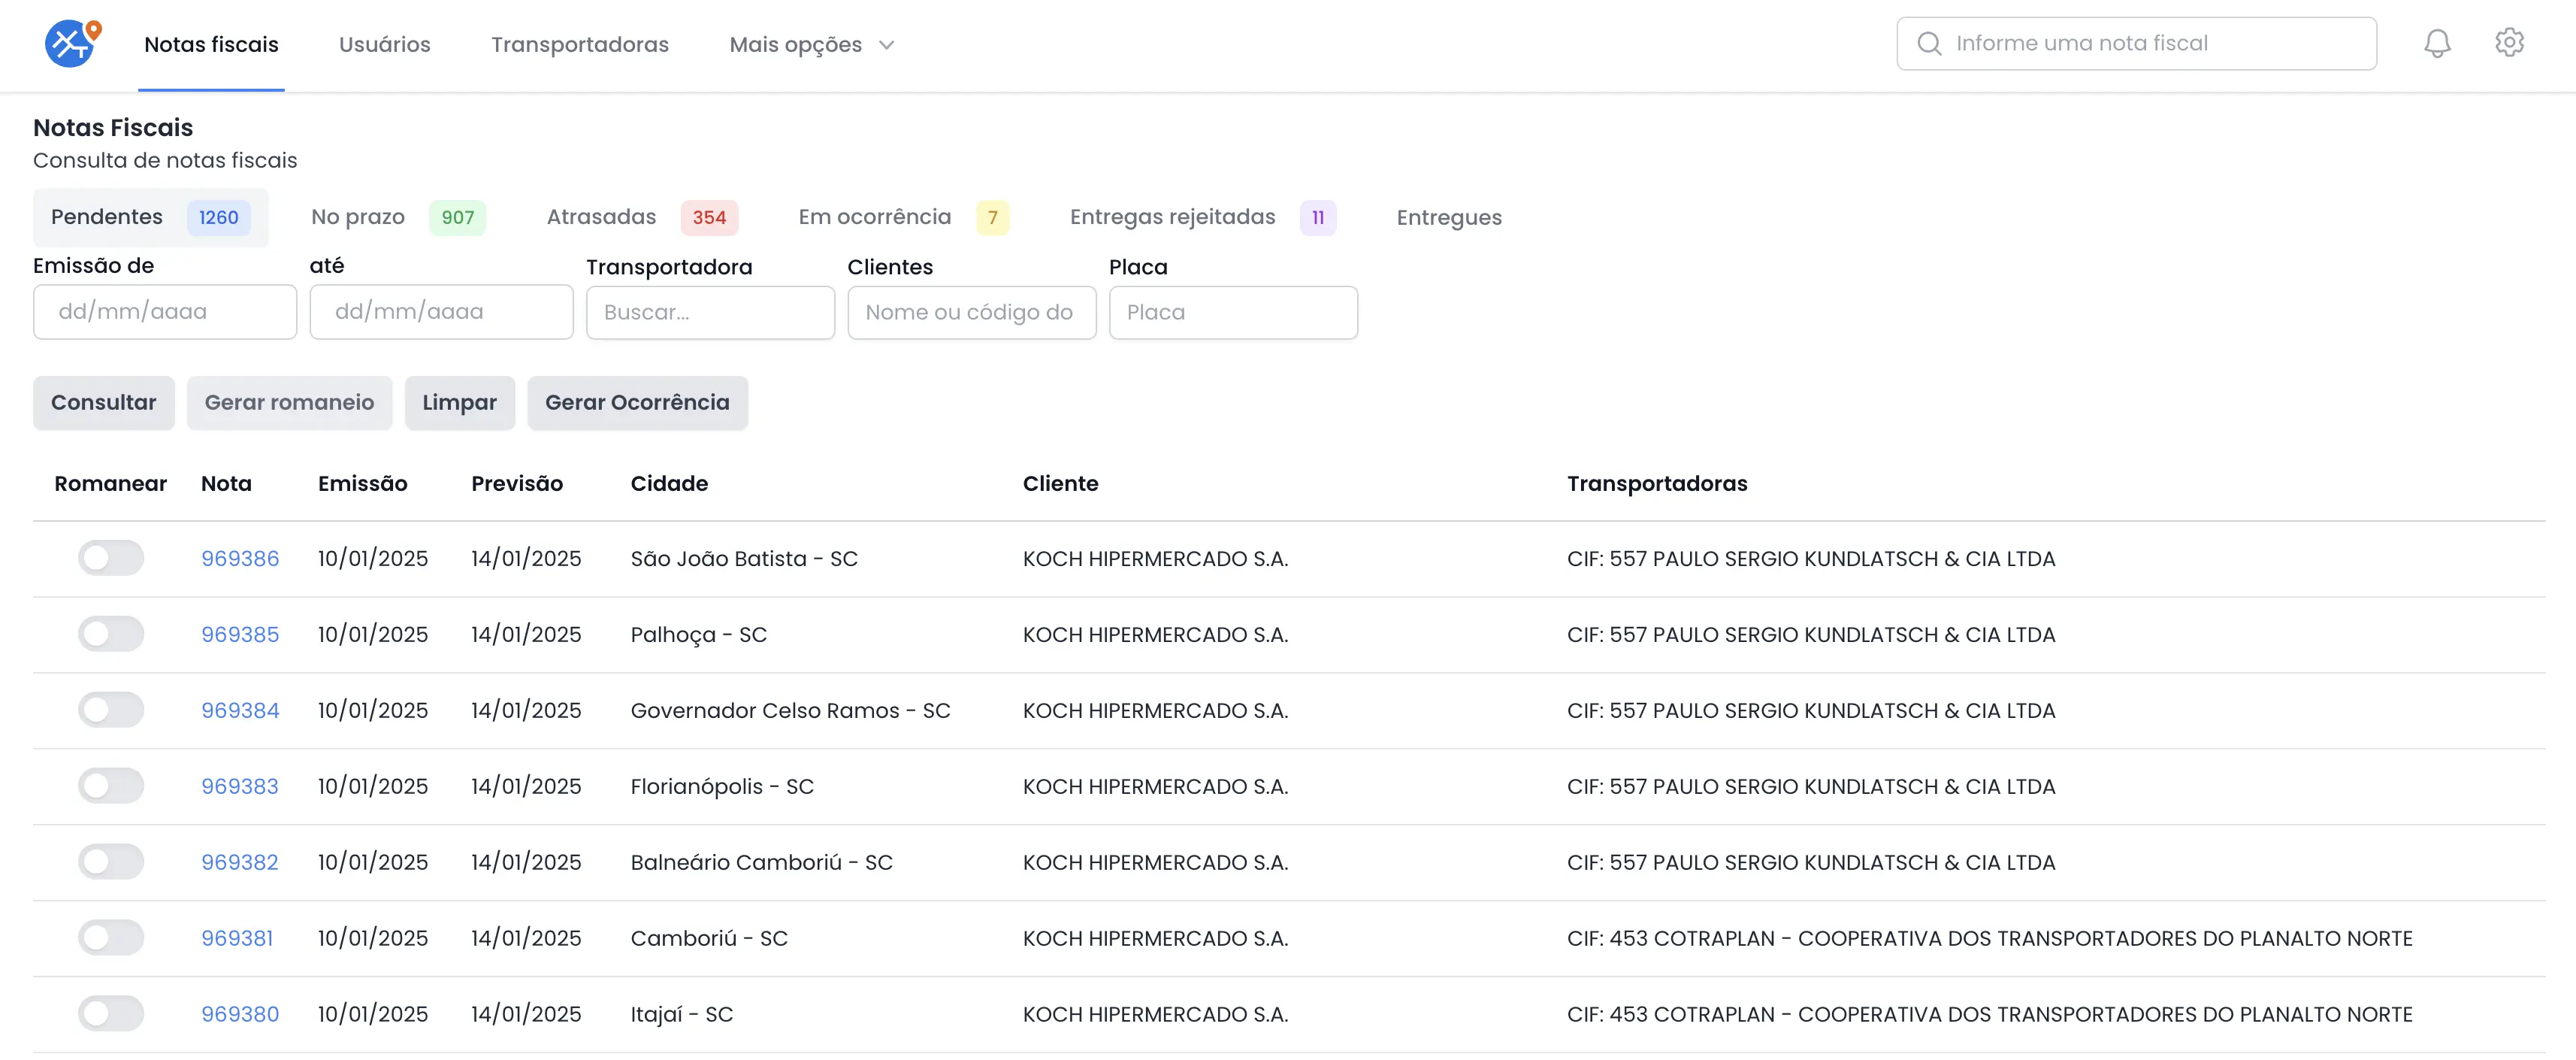 Notas fiscais Usuários Transportadoras Mais opções Informe uma nota fiscal
Notas Fiscais
Consulta de notas fiscais
Pendentes 1260 No prazo 907 Atrasadas 354 Em ocorrência 7 Entregas rejeitadas 11 Entregues
Emissão de até Transportadora Clientes Placa
dd/mm/aaaa dd/mm/aaaa Buscar... Nome ou código do Placa
Consultar Gerar romaneio Limpar Gerar Ocorrência
Romanear Nota Emissão Previsão Cidade Cliente Transportadoras
969386 10/01/2025 14/01/2025 São João Batista - SC KOCH HIPERMERCADO S.A. CIF: 557 PAULO SERGIO KUNDLATSCH & CIA LTDA
969385 10/01/2025 14/01/2025 Palhoça - SC KOCH HIPERMERCADO S.A. CIF: 557 PAULO SERGIO KUNDLATSCH & CIA LTDA
969384 10/01/2025 14/01/2025 Governador Celso Ramos - SC KOCH HIPERMERCADO S.A. CIF: 557 PAULO SERGIO KUNDLATSCH & CIA LTDA
969383 10/01/2025 14/01/2025 Florianópolis - SC KOCH HIPERMERCADO S.A. CIF: 557 PAULO SERGIO KUNDLATSCH & CIA LTDA
969382 10/01/2025 14/01/2025 Balneário Camboriú - SC KOCH HIPERMERCADO S.A. CIF: 557 PAULO SERGIO KUNDLATSCH & CIA LTDA
969381 10/01/2025 14/01/2025 Camboriú - SC KOCH HIPERMERCADO S.A. CIF: 453 COTRAPLAN - COOPERATIVA DOS TRANSPORTADORES DO PLANALTO NORTE
969380 10/01/2025 14/01/2025 Itajaí - SC KOCH HIPERMERCADO S.A. CIF: 453 COTRAPLAN - COOPERATIVA DOS TRANSPORTADORES DO PLANALTO NORTE